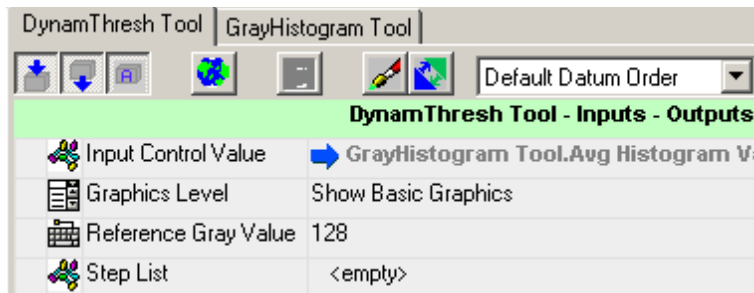 DynamThresh Tool GrayHistogram Tool
A Default Datum Order
DynamThresh Tool - Inputs - Outputs
Input Control Value GrayHistogram Tool.Avg Histogram Va
Graphics Level Show Basic Graphics
Reference Gray Value 128
Step List <empty>